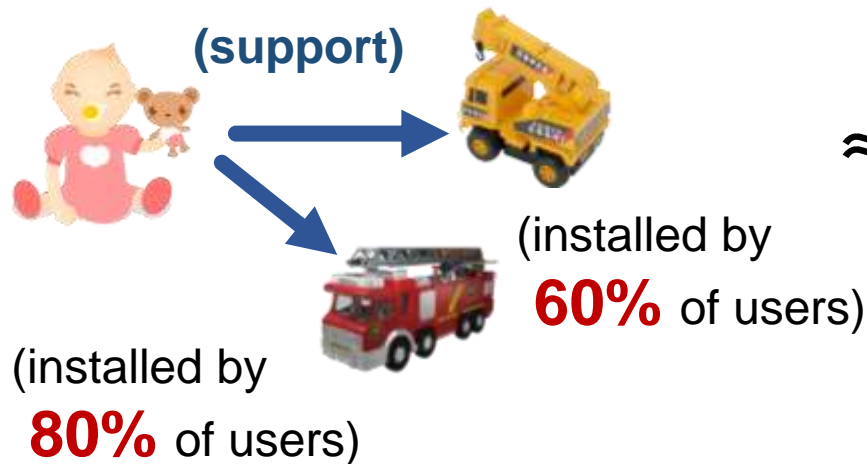 (support)
≈
(installed by
60% of users)
(installed by
80% of users)